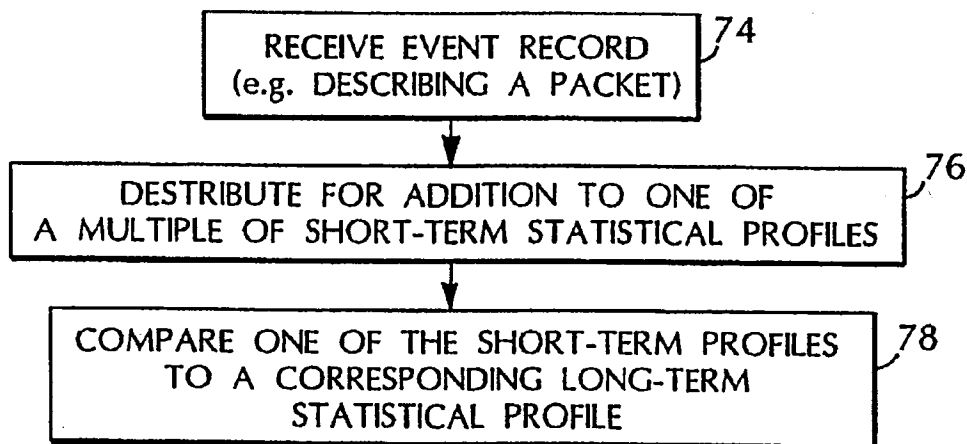 RECEIVE EVENT RECORD
(e.g. DESCRIBING A PACKET)
74
DESTRIBUTE FOR ADDITION TO ONE OF
A MULTIPLE OF SHORT-TERM STATISTICAL PROFILES
76
COMPARE ONE OF THE SHORT-TERM PROFILES
TO A CORRESPONDING LONG-TERM
STATISTICAL PROFILE
78